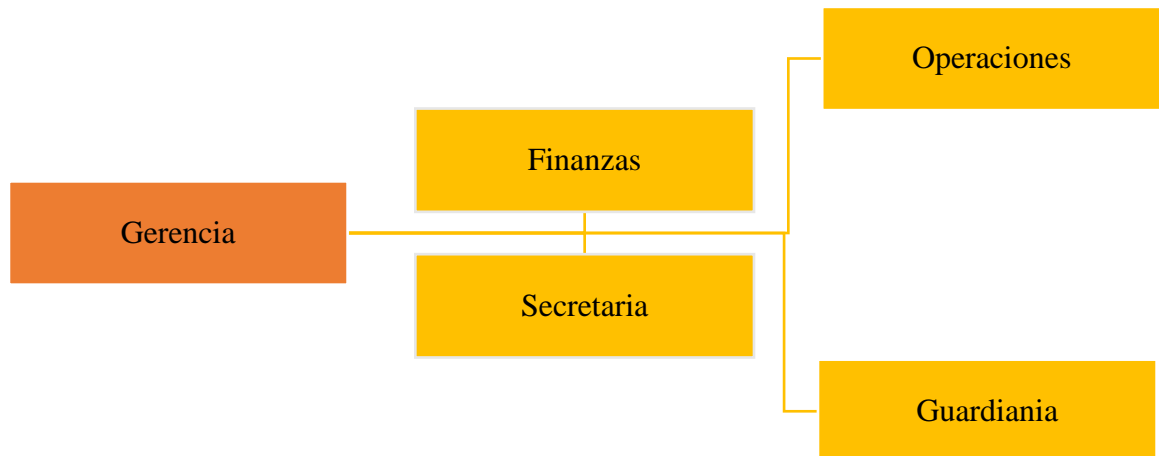 Operaciones
Finanzas
Gerencia
Secretaria
Guardiania